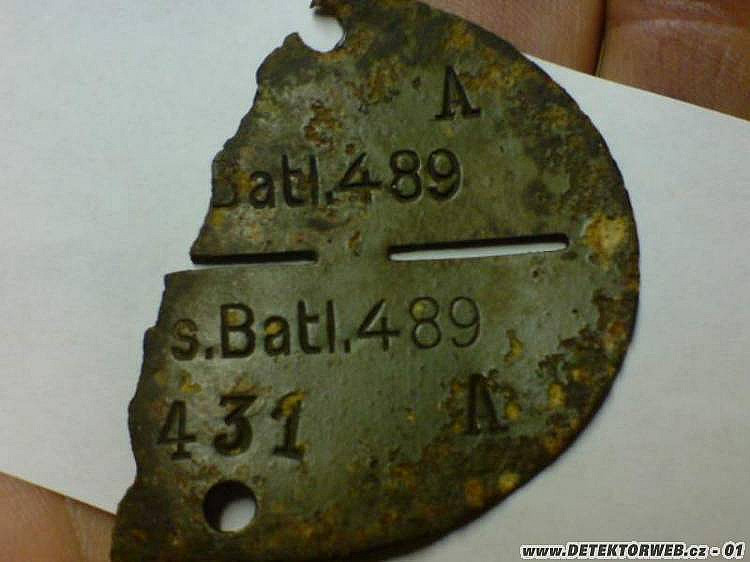 A
Batl.489
s.Batl.489
431 A
www.DETEKTORWEB.cz - 01